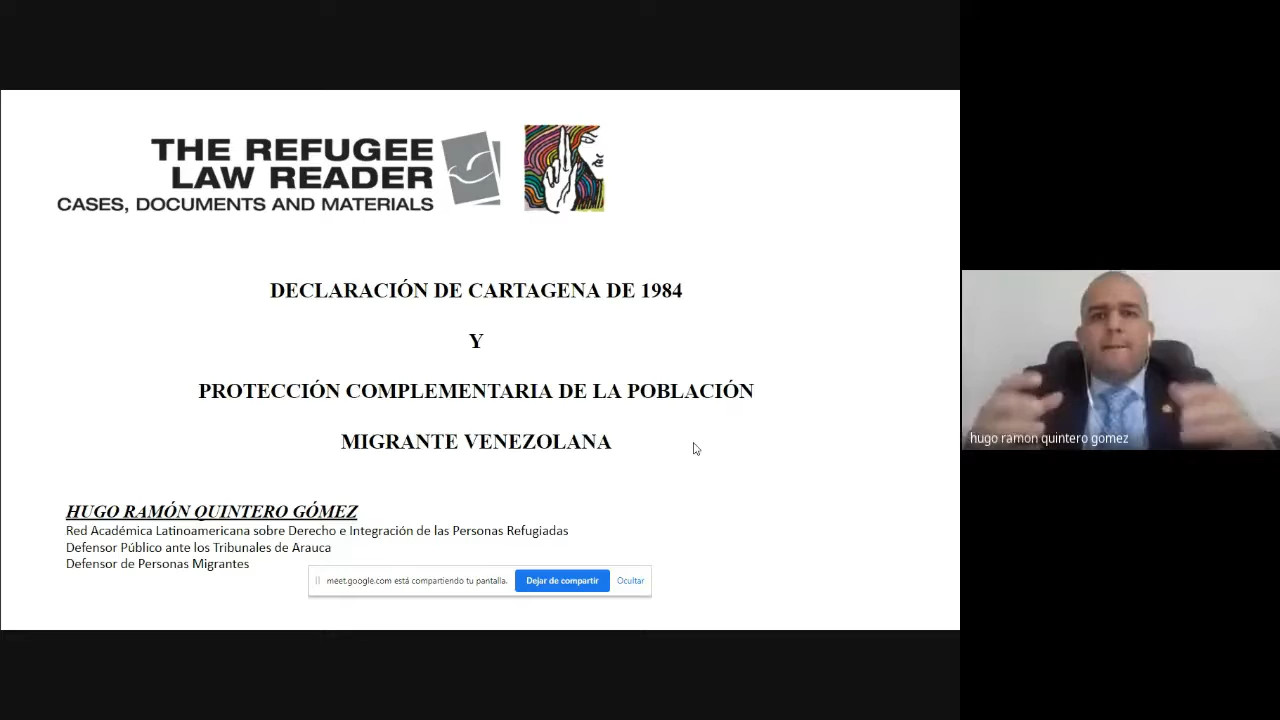 THE REFUGEE
LAW READER
CASES, DOCUMENTS AND MATERIALS
DECLARACIÓN DE CARTAGENA DE 1984
Y
PROTECCIÓN COMPLEMENTARIA DE LA POBLACIÓN
MIGRANTE VENEZOLANA
HUGO RAMÓN QUINTERO GÓMEZ
Red Académica Latinoamericana sobre Derecho e Integración de las Personas Refugiadas
Defensor Público ante los Tribunales de Arauca
Defensor de Personas Migrantes
meet.google.com está compartiendo tu pantalla. Dejar de compartir Ocultar
hugo ramon quintero gomez